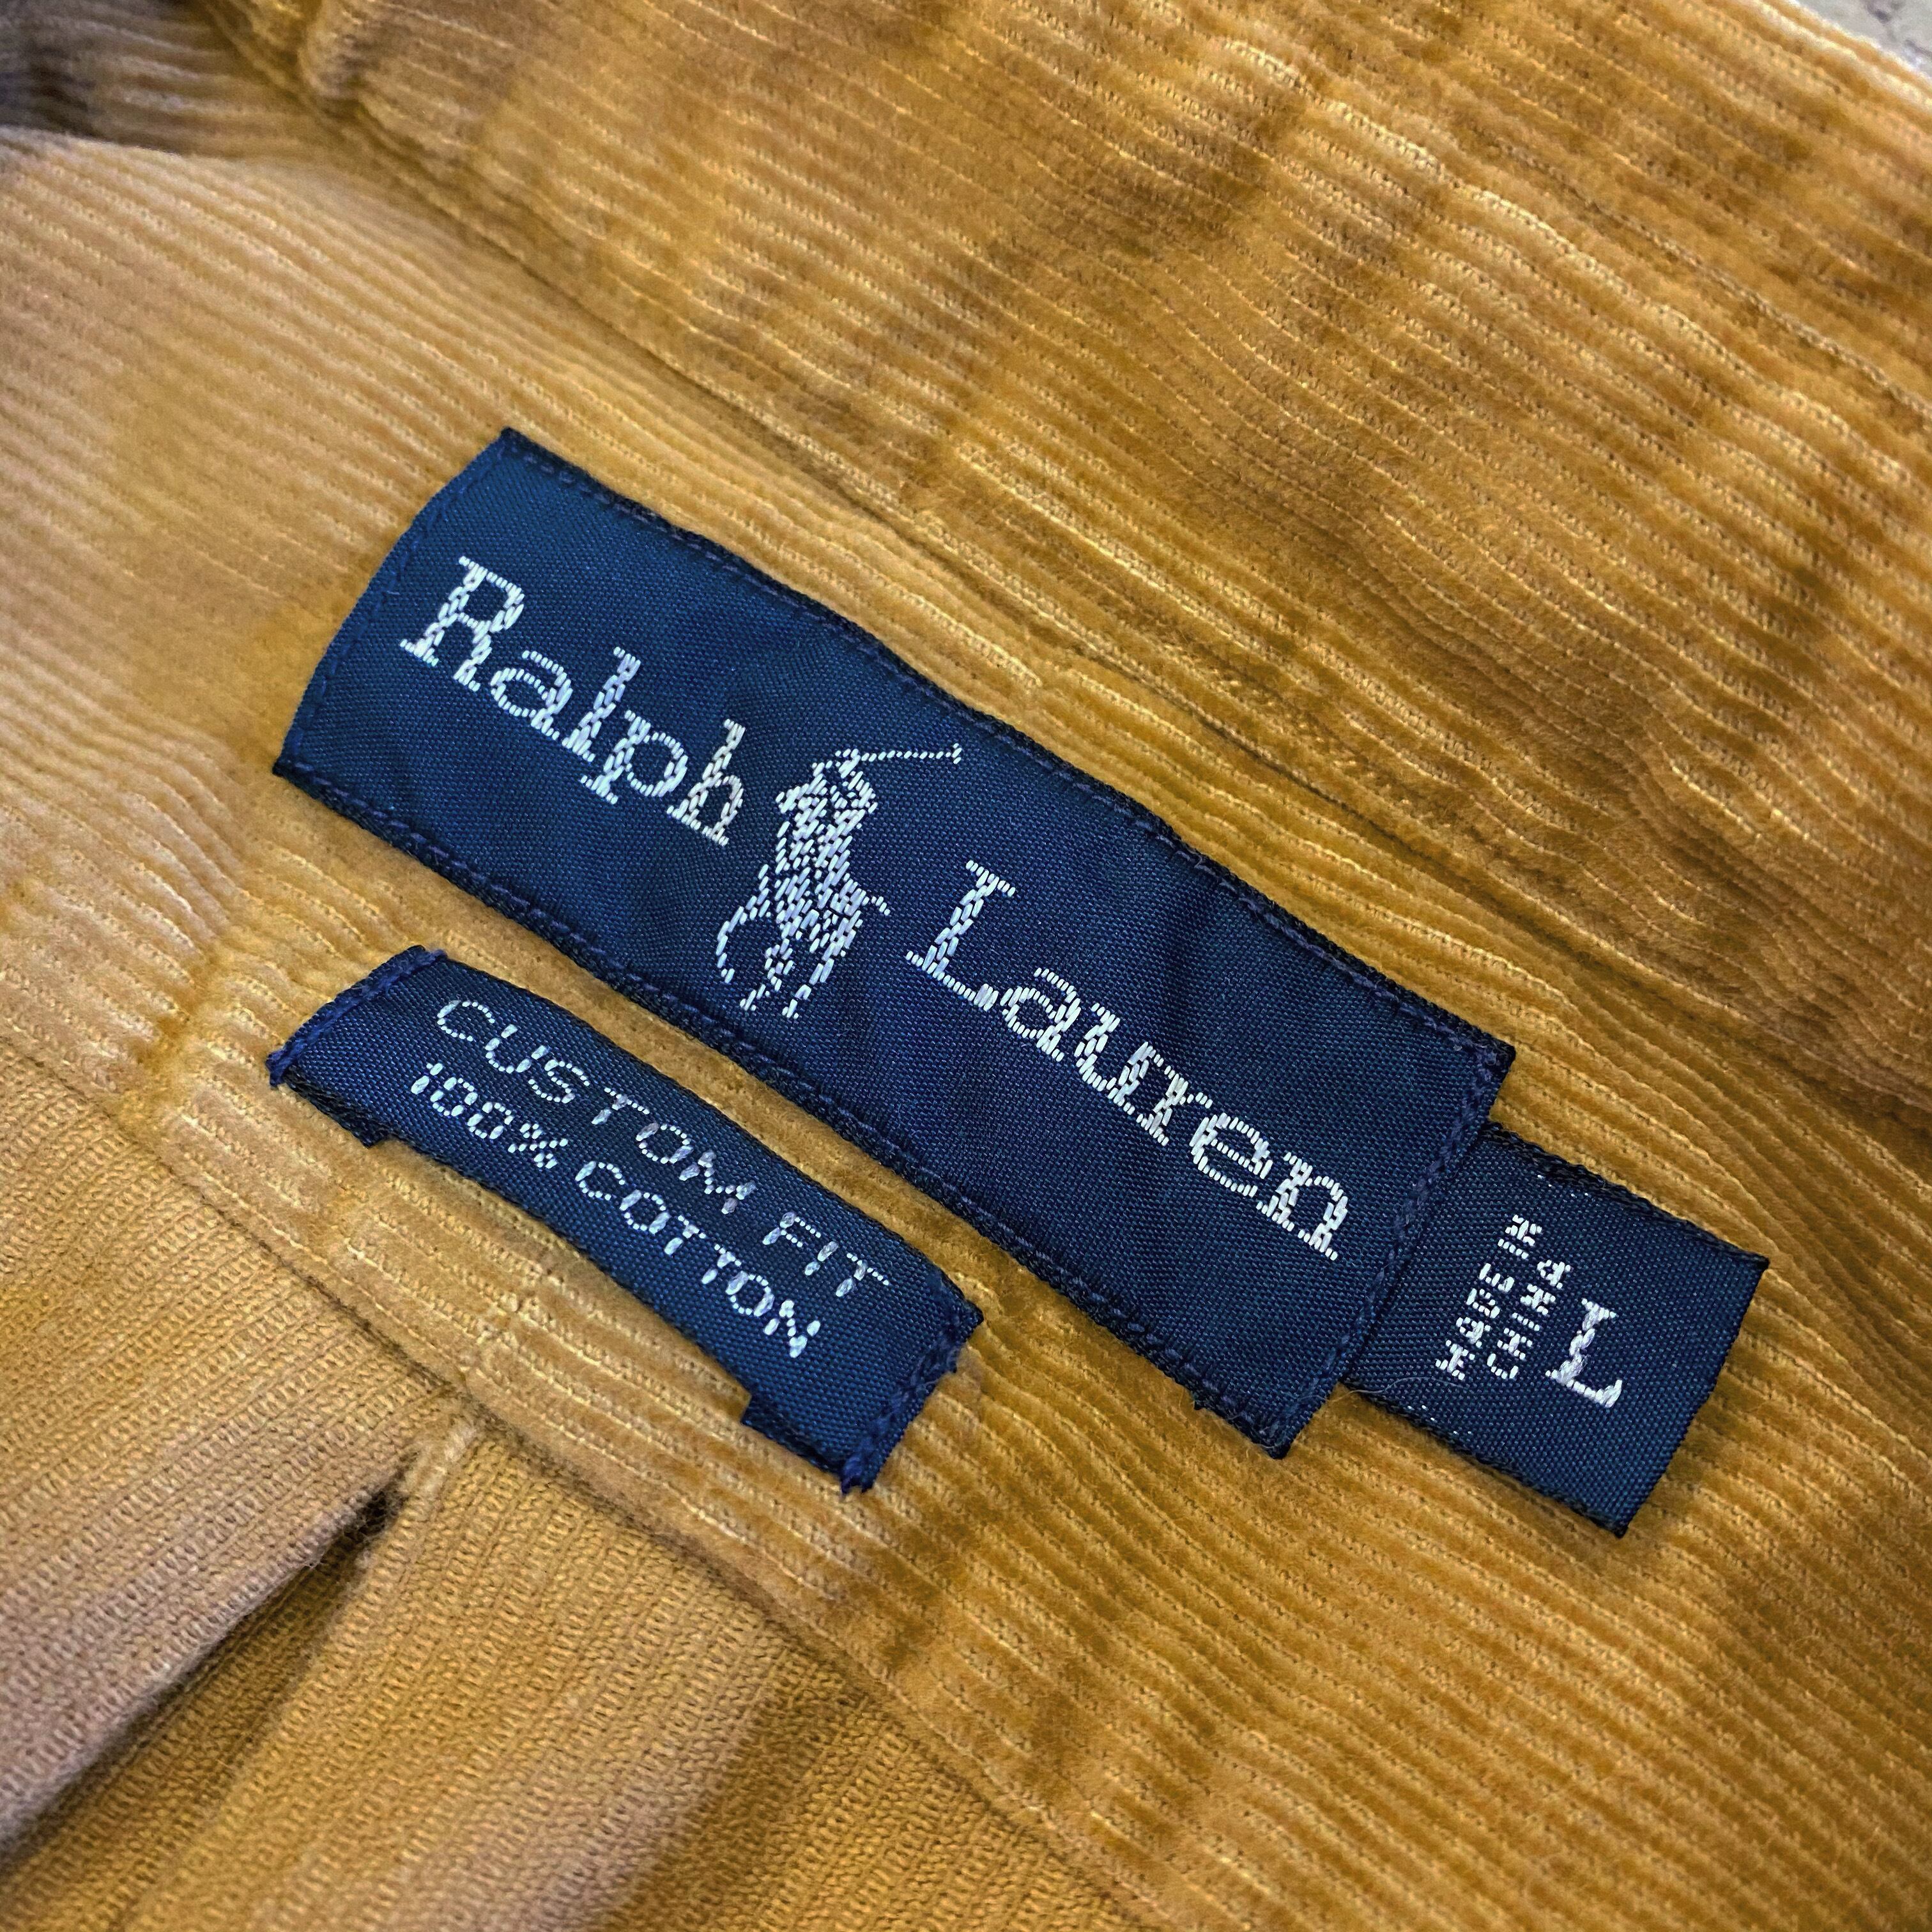 Ralph Lauren
L
MADE IN
CHINA
CUSTOM FIT
100% COTTON